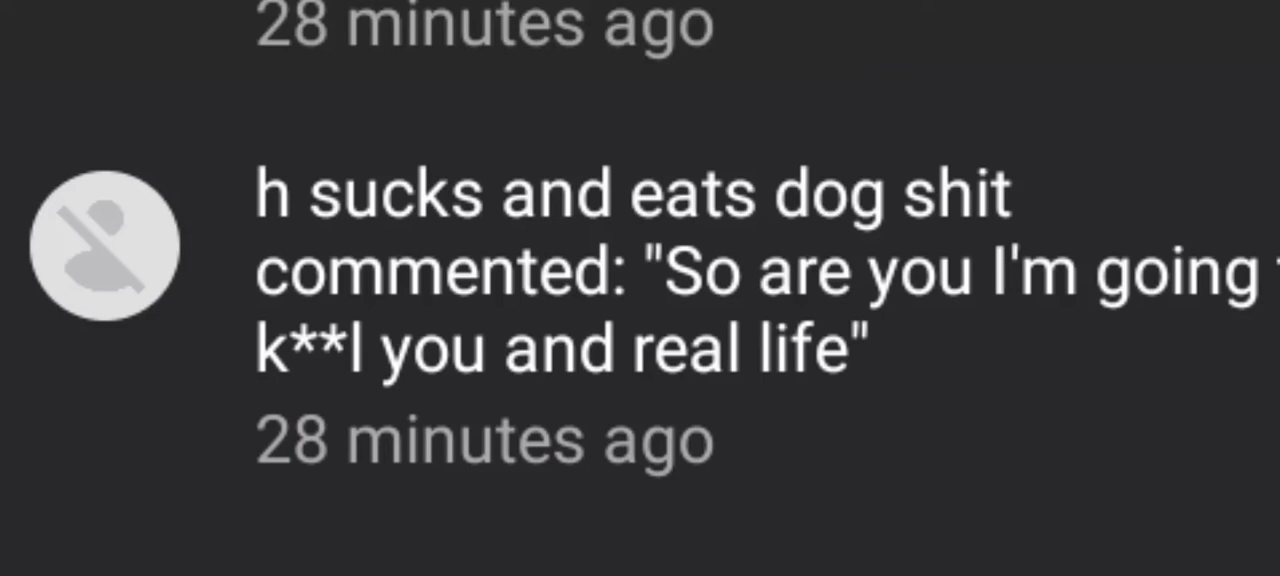 28 minutes ago
h sucks and eats dog shit
commented: "So are you I'm going
k**l you and real life"
28 minutes ago